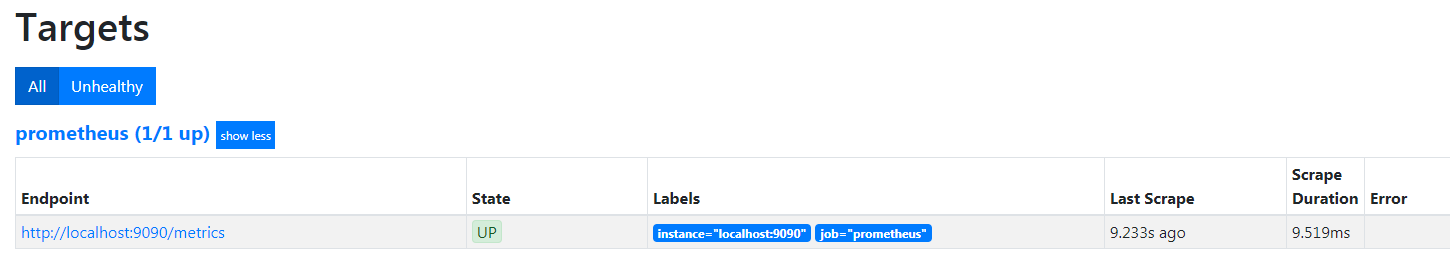 Targets
All Unhealthy
prometheus (1/1 up) show less
Endpoint State Labels Last Scrape Scrape Duration Error
http://localhost:9090/metrics UP instance="localhost:9090" job="prometheus" 9.233s ago 9.519ms